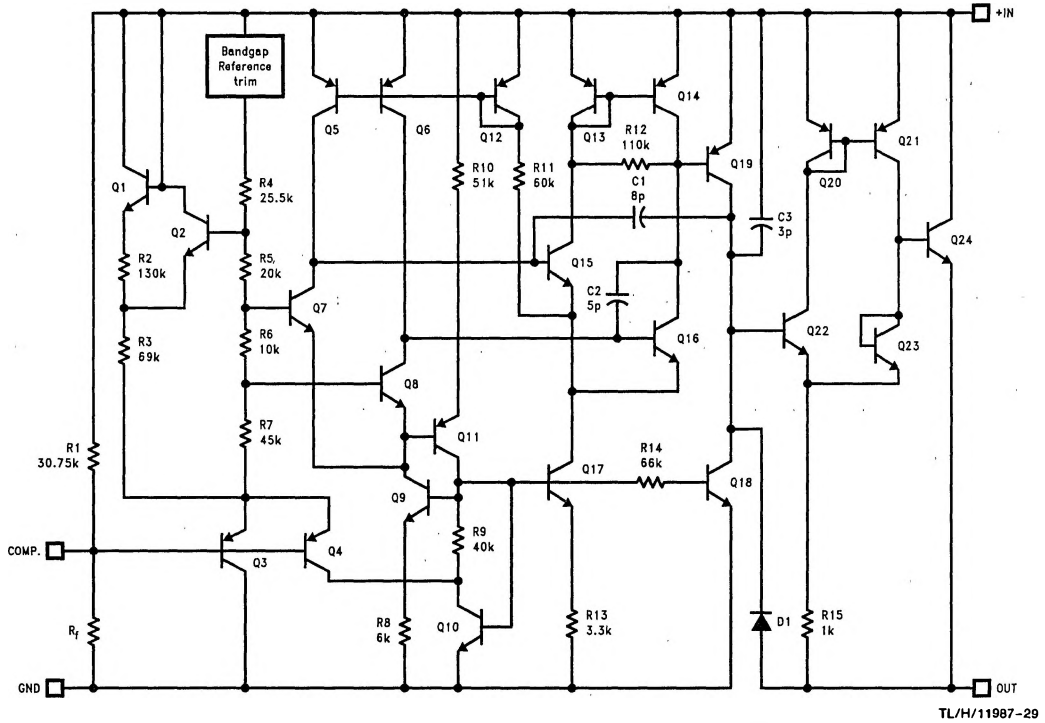 +IN
Bandgap
Reference
trim
Q5
Q6
Q12
Q13
Q14
R12
110k
Q19
Q20
Q21
Q1
Q2
R4
25.5k
R10
51k
R11
60k
C1
8p
C3
3p
Q24
R2
130k
R5,
20k
Q7
Q15
C2
5p
Q16
Q22
Q23
R3
69k
R6
10k
Q8
R7
45k
Q11
R1
30.75k
Q9
Q17
R14
66k
Q18
COMP.
Q3
Q4
R9
40k
Rf
R8
6k
Q10
R13
3.3k
D1
R15
1k
GND
OUT
TL/H/11987-29